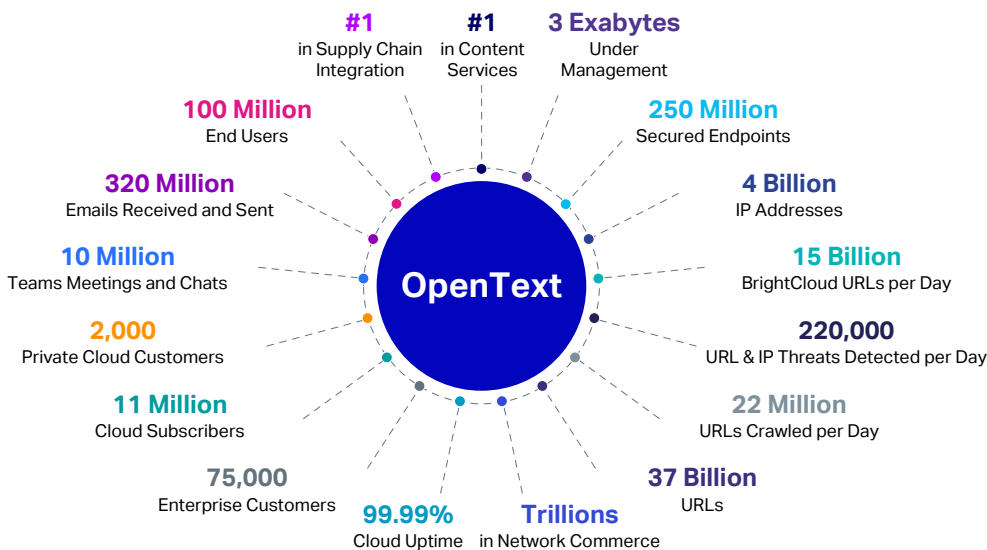 #1
in Supply Chain
Integration
#1
in Content
Services
3 Exabytes
Under
Management
100 Million
End Users
250 Million
Secured Endpoints
320 Million
Emails Received and Sent
4 Billion
IP Addresses
10 Million
Teams Meetings and Chats
OpenText
15 Billion
BrightCloud URLs per Day
2,000
Private Cloud Customers
220,000
URL & IP Threats Detected per Day
11 Million
Cloud Subscribers
22 Million
URLs Crawled per Day
75,000
Enterprise Customers
37 Billion
URLs
99.99%
Cloud Uptime
Trillions
in Network Commerce